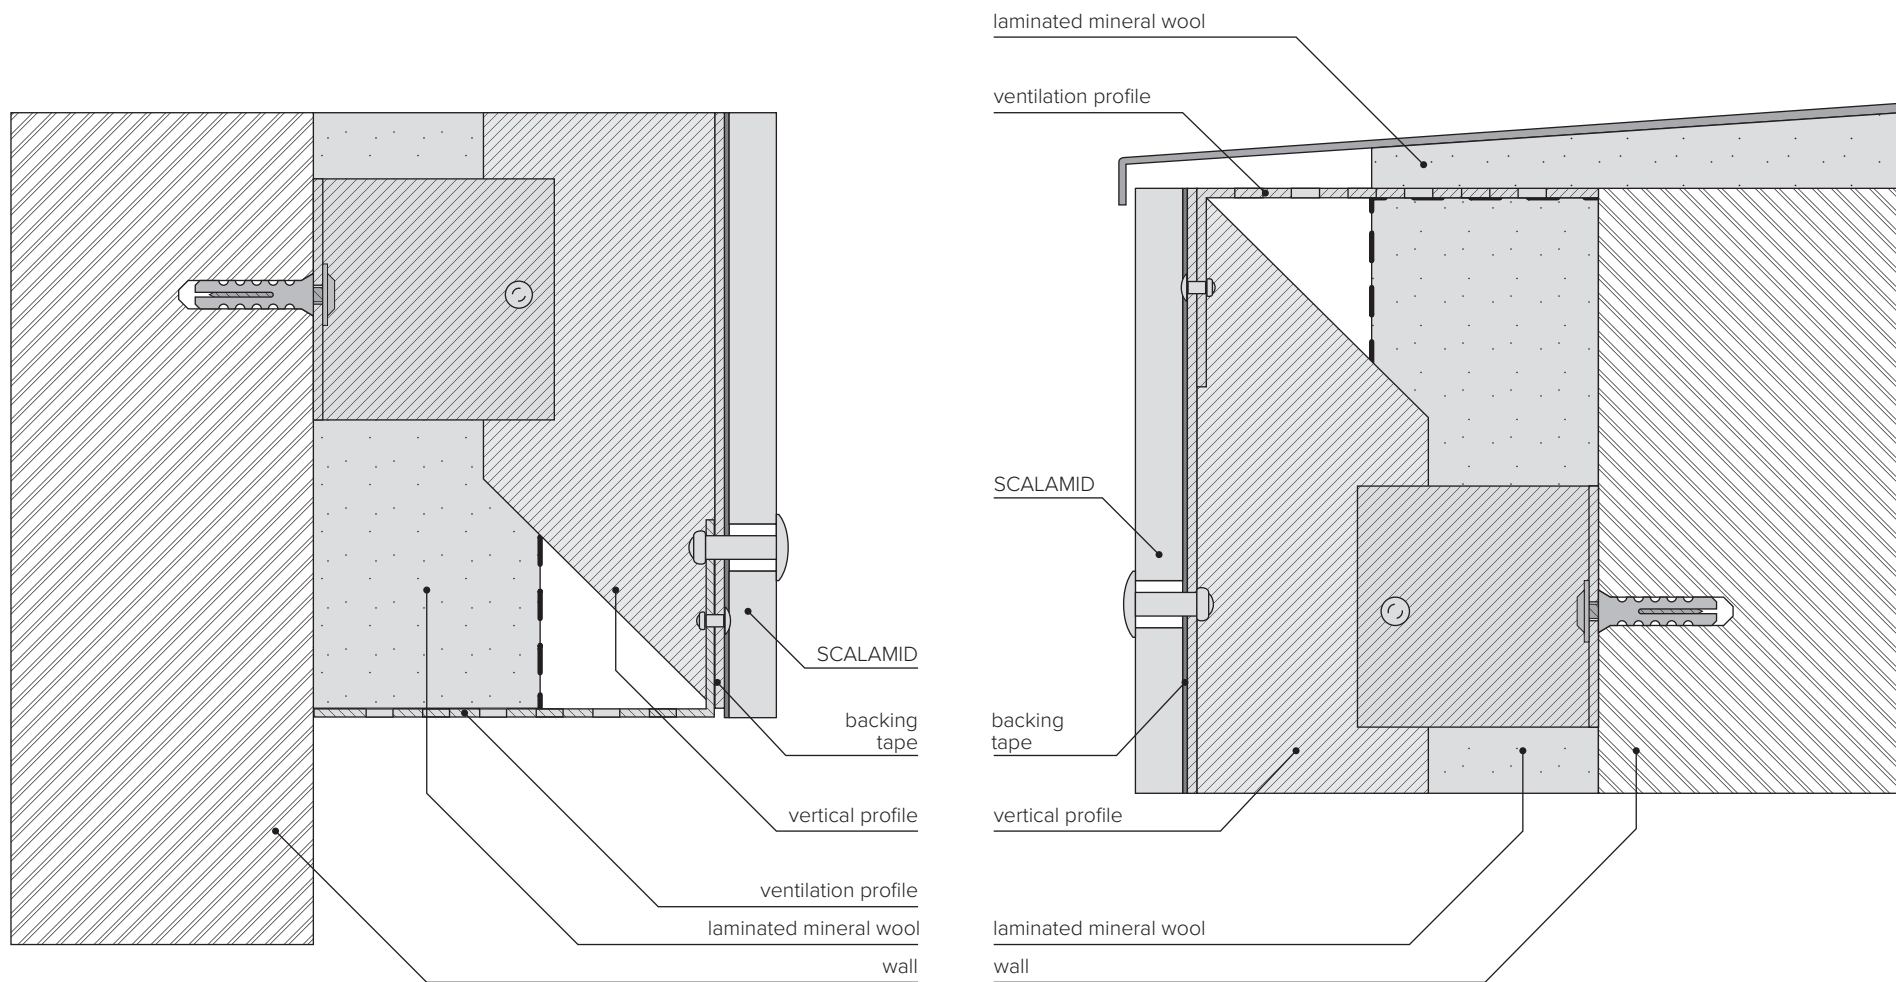 SCALAMID
backing
tape
vertical profile
ventilation profile
laminated mineral wool
wall
laminated mineral wool
ventilation profile
SCALAMID
backing
tape
vertical profile
laminated mineral wool
wall